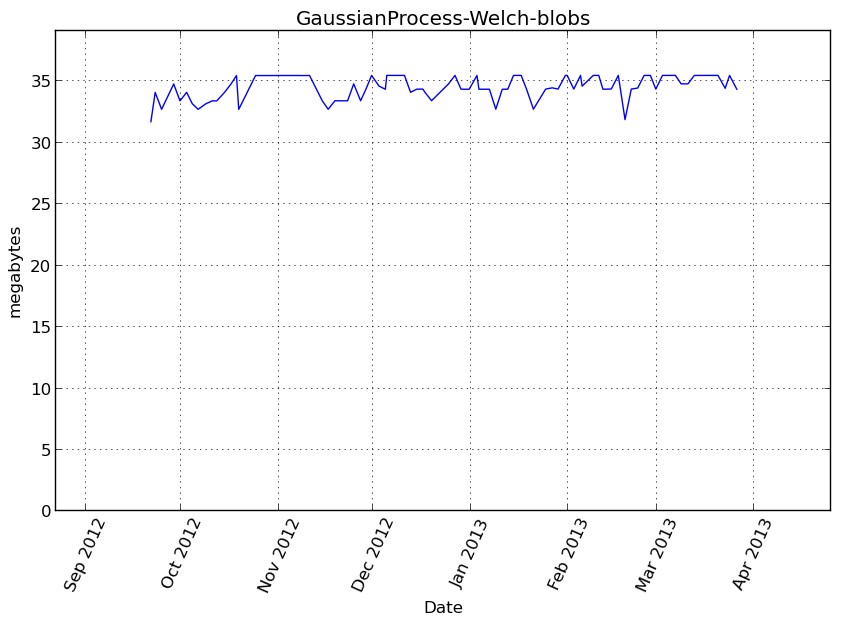 GaussianProcess-Welch-blobs
megabytes
35
30
25
20
15
10
5
0
Sep 2012
Oct 2012
Nov 2012
Dec 2012
Jan 2013
Feb 2013
Mar 2013
Apr 2013
Date